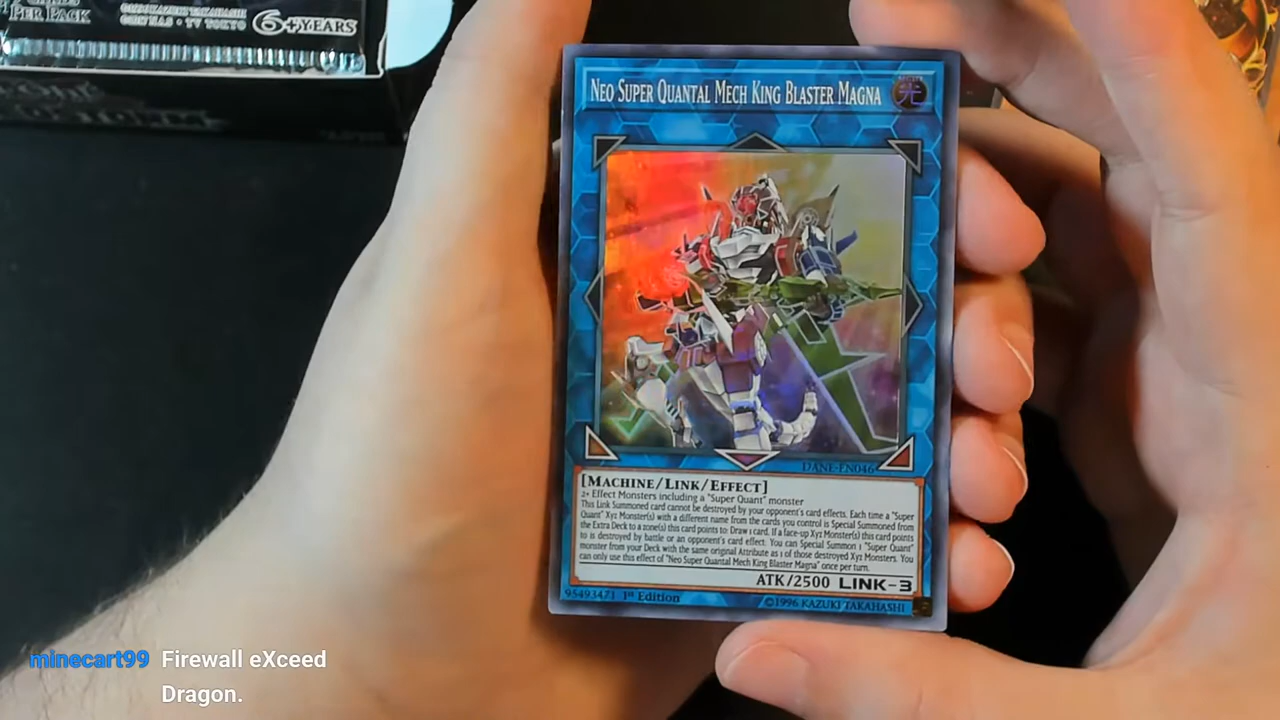 PER PACK
TV TOKYO
6+YEARS
NEO SUPER QUANTAL MECH KING BLASTER MAGNA
光
DANE-EN046
[MACHINE/LINK/EFFECT]
2+ Effect Monsters including a "Super Quant" monster
This Link Summoned card cannot be destroyed by your opponent's card effects. Each time a "Super
Quant" Xyz Monster(s) with a different name from the cards you control is Special Summoned from
the Extra Deck to a zone(s) this card points to: Draw 1 card. If a face-up Xyz Monster(s) this card points
to is destroyed by battle or an opponent's card effect: You can Special Summon 1 "Super Quant"
monster from your Deck with the same original Attribute as 1 of those destroyed Xyz Monsters. You
can only use this effect of "Neo Super Quantal Mech King Blaster Magna" once per turn.
ATK/2500 LINK-3
95493471 1st Edition ©1996 KAZUKI TAKAHASHI
minecart99 Firewall eXceed
Dragon.